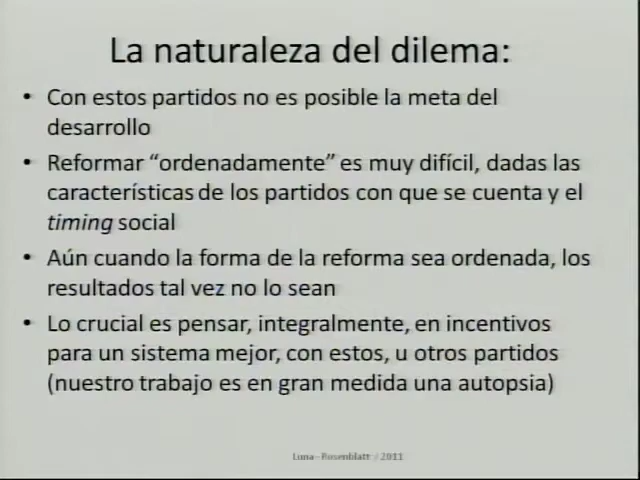 La naturaleza del dilema:
• Con estos partidos no es posible la meta del
desarrollo
• Reformar “ordenadamente” es muy difícil, dadas las
características de los partidos con que se cuenta y el
timing social
• Aún cuando la forma de la reforma sea ordenada, los
resultados tal vez no lo sean
• Lo crucial es pensar, integralmente, en incentivos
para un sistema mejor, con estos, u otros partidos
(nuestro trabajo es en gran medida una autopsia)
Luna - Rosenblatt / 2011